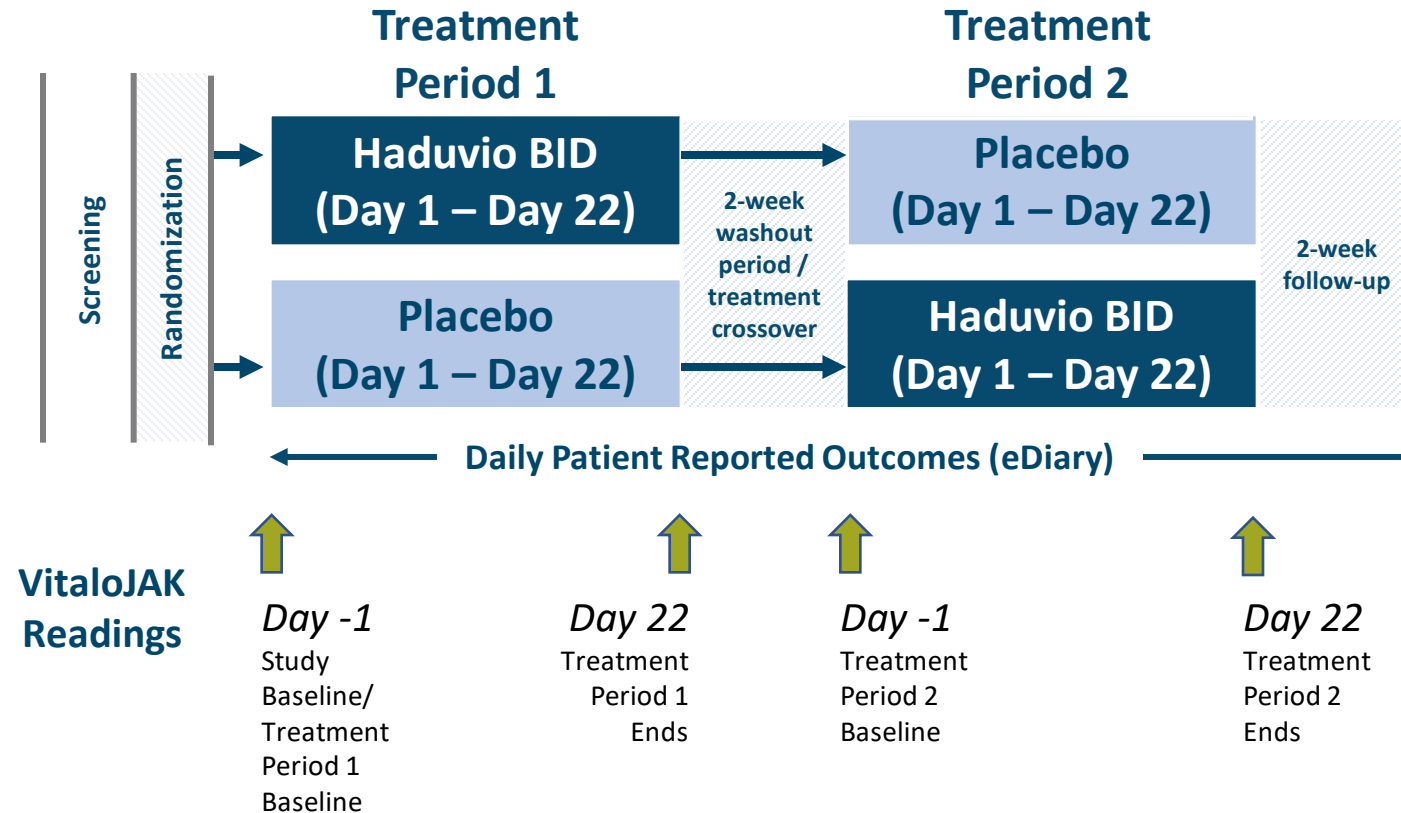 Treatment
Period 1
Treatment
Period 2
Screening
Randomization
Haduvio BID
(Day 1 – Day 22)
Placebo
(Day 1 – Day 22)
2-week
washout
period /
treatment
crossover
Placebo
(Day 1 – Day 22)
Haduvio BID
(Day 1 – Day 22)
2-week
follow-up
Daily Patient Reported Outcomes (eDiary)
VitaloJAK
Readings
Day -1
Study
Baseline/
Treatment
Period 1
Baseline
Day 22
Treatment
Period 1
Ends
Day -1
Treatment
Period 2
Baseline
Day 22
Treatment
Period 2
Ends